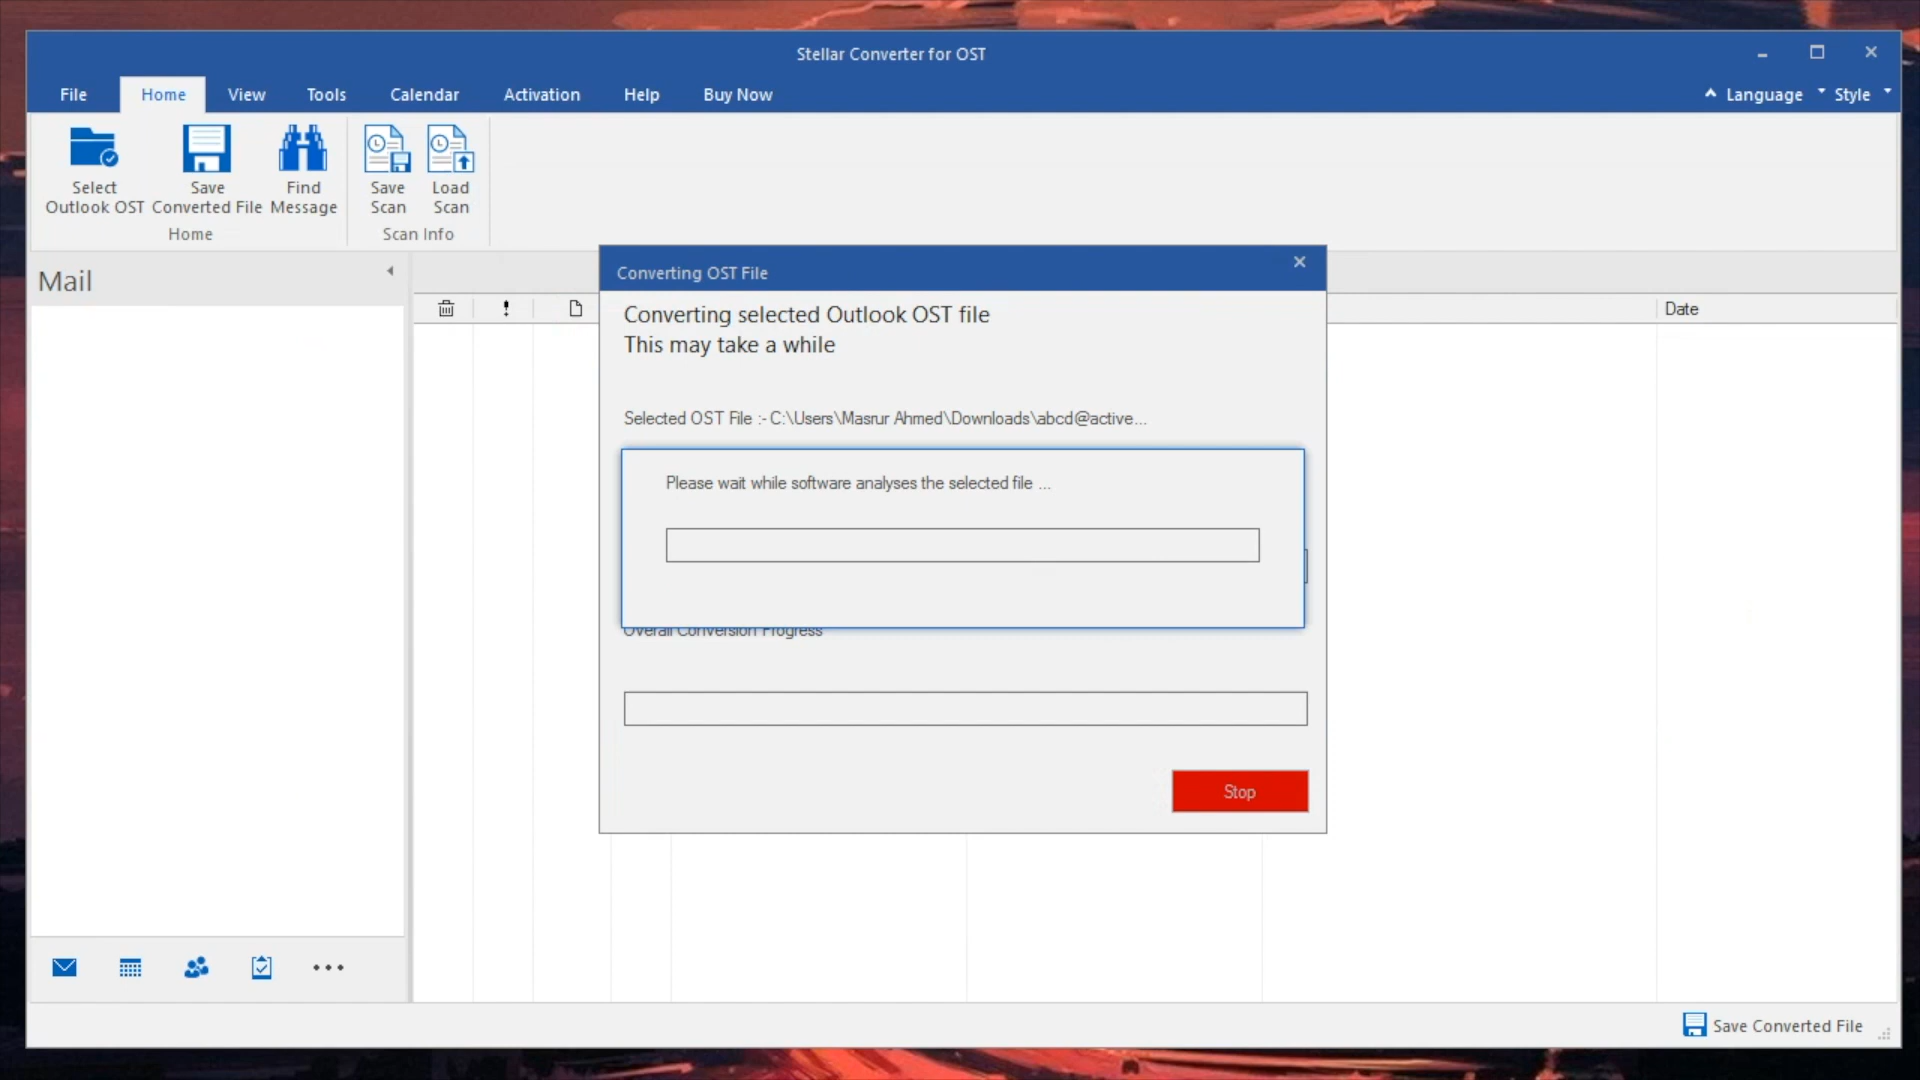 Stellar Converter for OST
File Home View Tools Calendar Activation Help Buy Now Language Style
Select Outlook OST
Save Converted File
Find Message
Save Scan
Load Scan
Home
Scan Info
Mail
Date
Converting OST File
Converting selected Outlook OST file
This may take a while
Selected OST File :- C:\Users\Masrur Ahmed\Downloads\abcd@active...
Please wait while software analyses the selected file ...
Overall Conversion Progress
Stop
Save Converted File